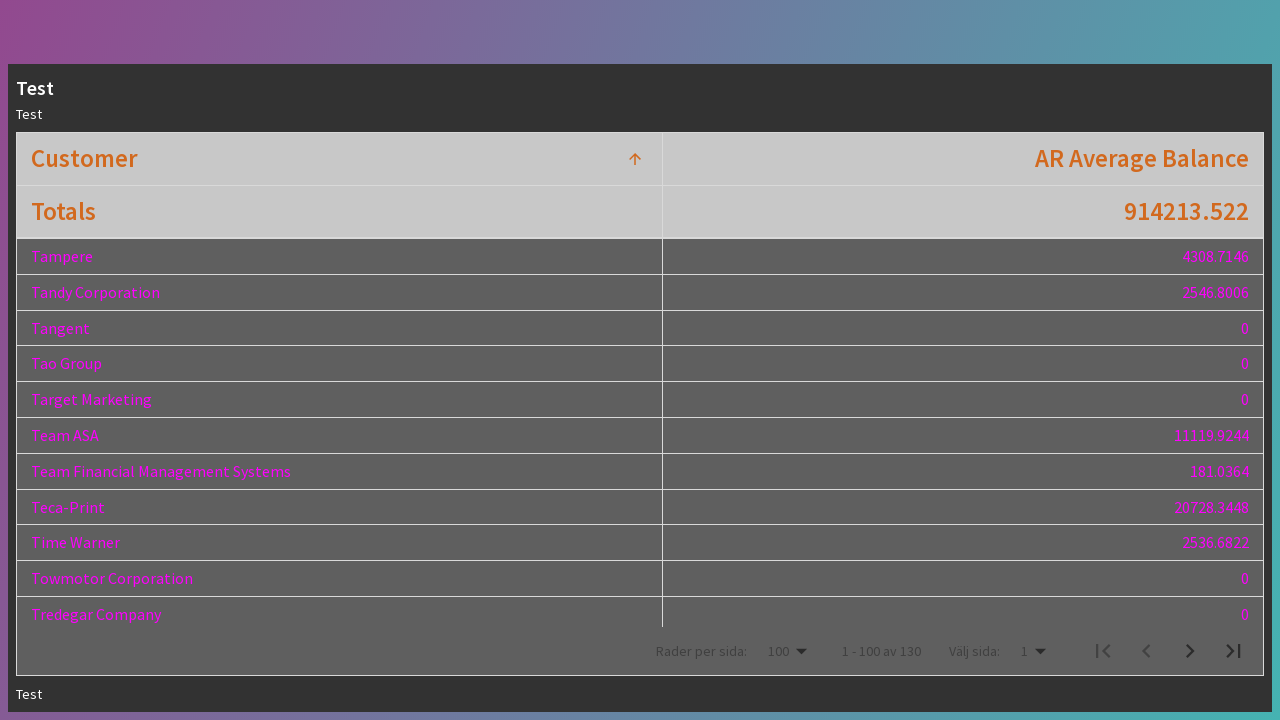 Test
Test
Customer AR Average Balance
Totals 914213.522
Tampere 4308.7146
Tandy Corporation 2546.8006
Tangent 0
Tao Group 0
Target Marketing 0
Team ASA 11119.9244
Team Financial Management Systems 181.0364
Teca-Print 20728.3448
Time Warner 2536.6822
Towmotor Corporation 0
Tredegar Company 0
Rader per sida: 100 1 - 100 av 130 Välj sida: 1
Test